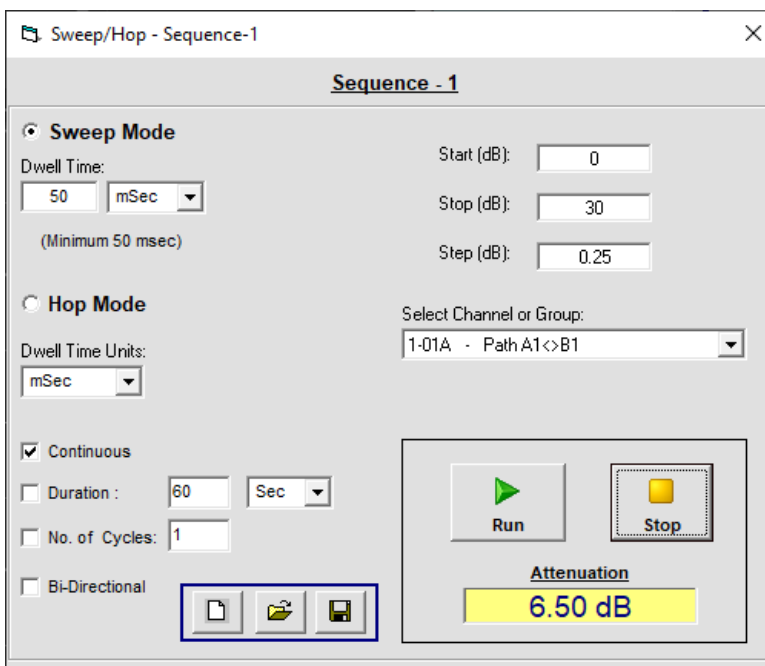 Sweep/Hop - Sequence-1
Sequence - 1
Sweep Mode
Dwell Time:
50 mSec
(Minimum 50 msec)
Start (dB): 0
Stop (dB): 30
Step (dB): 0.25
Hop Mode
Dwell Time Units:
mSec
Select Channel or Group:
1-01A - Path A1<>B1
Continuous
Duration : 60 Sec
No. of Cycles: 1
Bi-Directional
Run Stop
Attenuation
6.50 dB